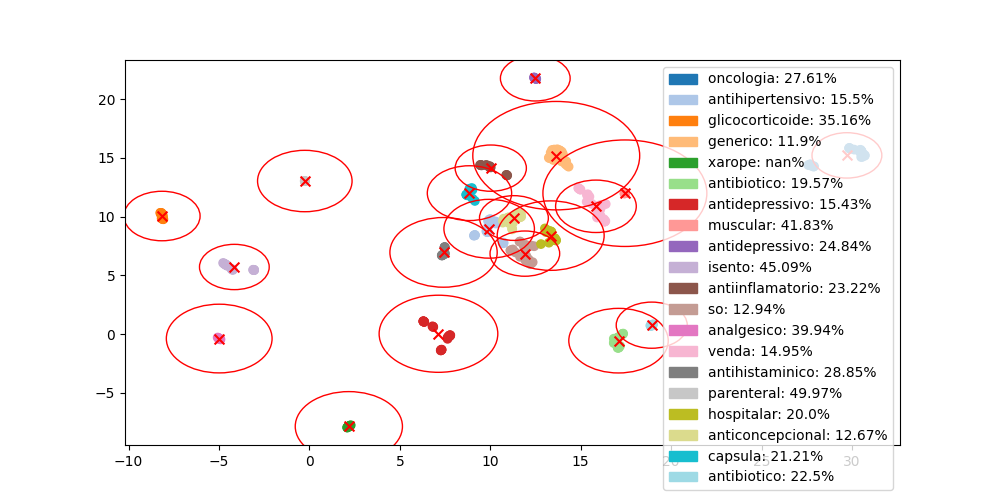 20
15
10
5
0
−5
−10
−5
0
5
10
15
20
25
30
oncologia: 27.61%
antihipertensivo: 15.5%
glicocorticoide: 35.16%
generico: 11.9%
xarope: nan%
antibiotico: 19.57%
antidepressivo: 15.43%
muscular: 41.83%
antidepressivo: 24.84%
isento: 45.09%
antiinflamatorio: 23.22%
so: 12.94%
analgesico: 39.94%
venda: 14.95%
antihistaminico: 28.85%
parenteral: 49.97%
hospitalar: 20.0%
anticoncepcional: 12.67%
capsula: 21.21%
antibiotico: 22.5%